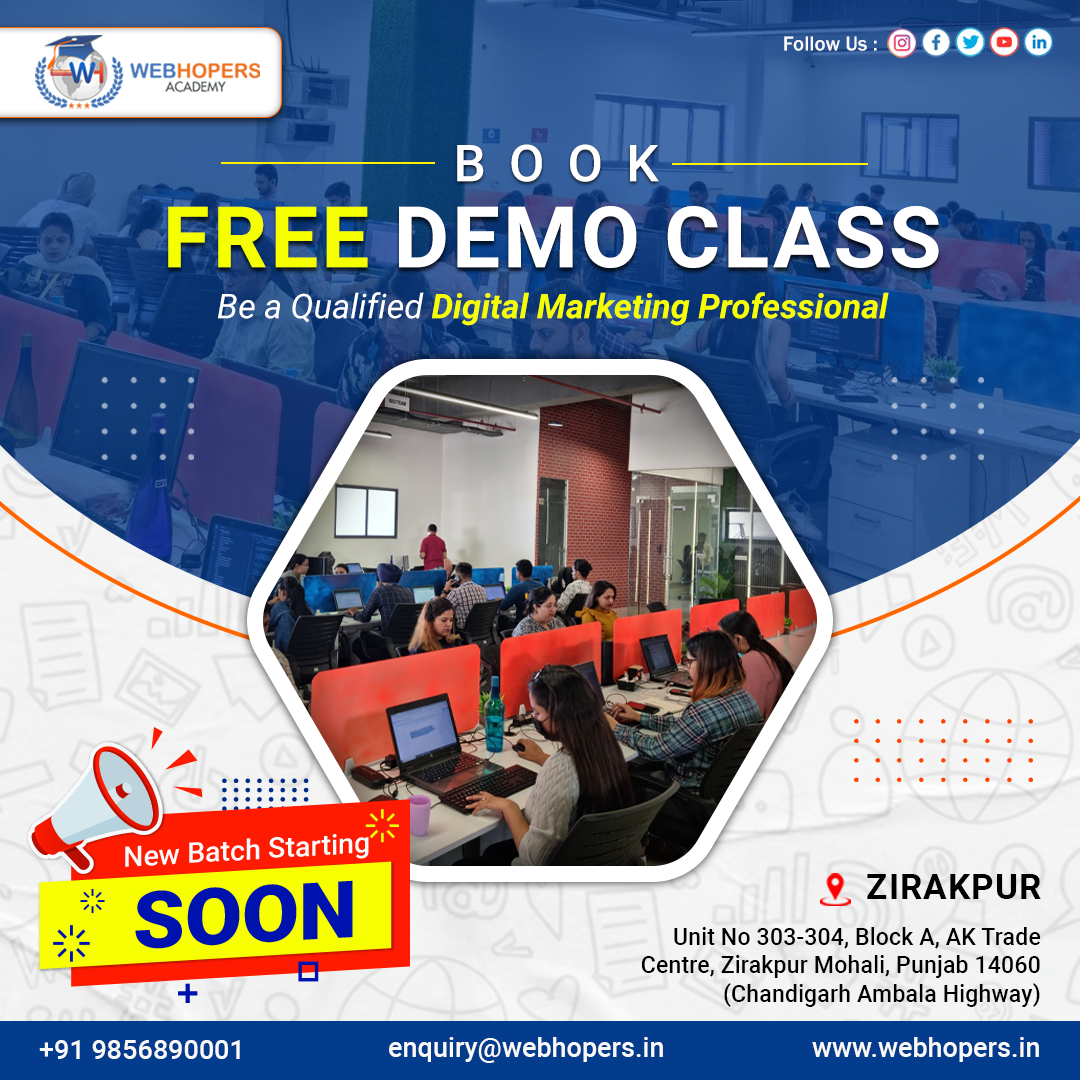 WEBHOPERS
ACADEMY
Follow Us :
BOOK
FREE DEMO CLASS
Be a Qualified Digital Marketing Professional
New Batch Starting
SOON
ZIRAKPUR
Unit No 303-304, Block A, AK Trade
Centre, Zirakpur Mohali, Punjab 14060
(Chandigarh Ambala Highway)
+91 9856890001
enquiry@webhopers.in
www.webhopers.in